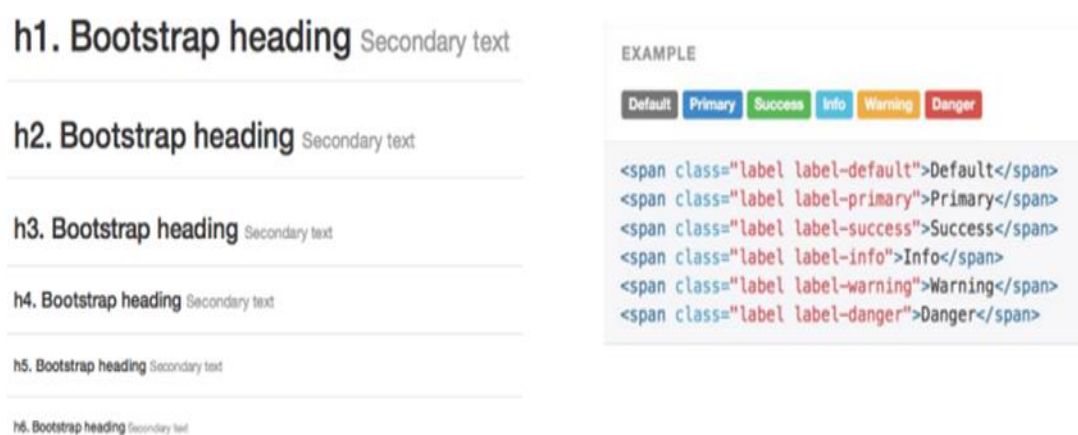 h1. Bootstrap heading Secondary text
h2. Bootstrap heading Secondary text
h3. Bootstrap heading Secondary text
h4. Bootstrap heading Secondary text
h5. Bootstrap heading Secondary text
h6. Bootstrap heading Secondary text
EXAMPLE
Default Primary Success Info Warning Danger
<span class="label label-default">Default</span>
<span class="label label-primary">Primary</span>
<span class="label label-success">Success</span>
<span class="label label-info">Info</span>
<span class="label label-warning">Warning</span>
<span class="label label-danger">Danger</span>